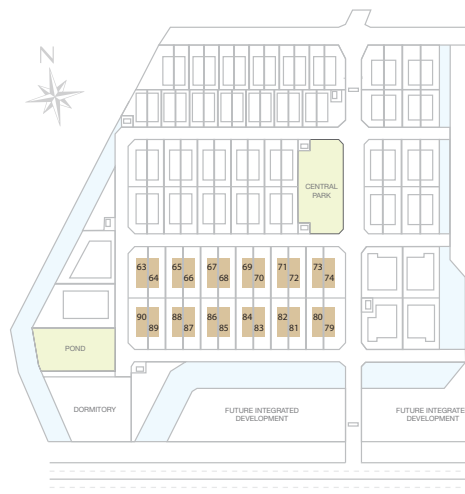 N
CENTRAL
PARK
63 64 65 66 67 68 69 70 71 72 73 74
90 89 88 87 86 85 84 83 82 81 80 79
POND
DORMITORY
FUTURE INTEGRATED
DEVELOPMENT
FUTURE INTEGRATED
DEVELOPMENT